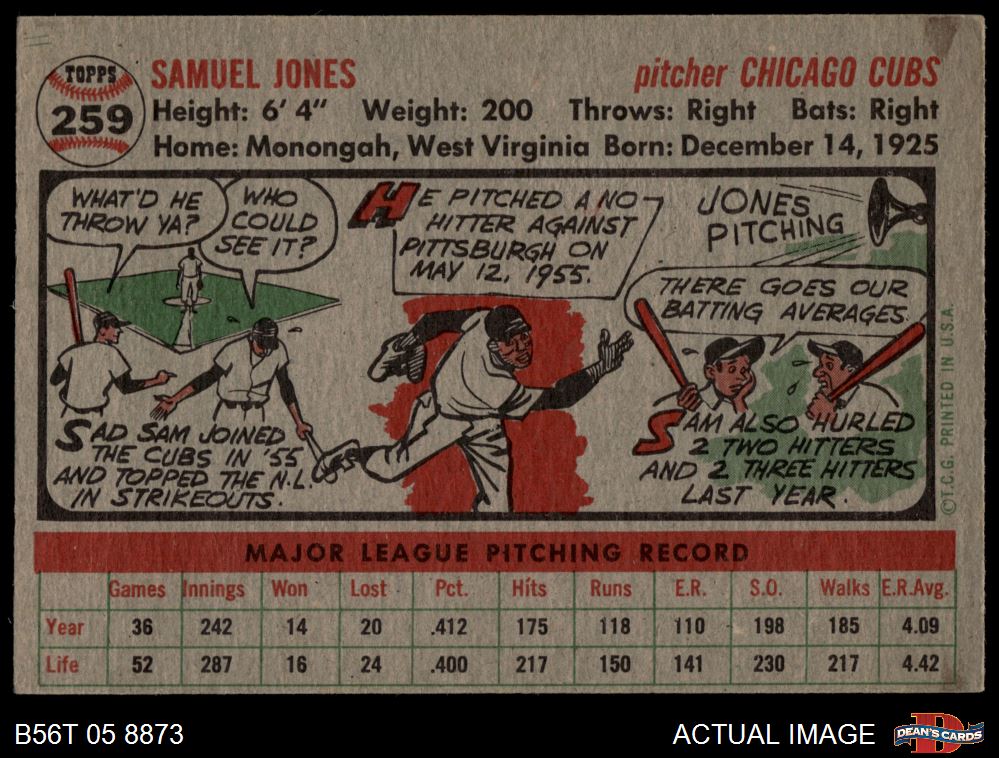 TOPPS
259
SAMUEL JONES
pitcher CHICAGO CUBS
Height: 6' 4" Weight: 200 Throws: Right Bats: Right
Home: Monongah, West Virginia Born: December 14, 1925
WHAT'D HE
THROW YA?
WHO
COULD
SEE IT?
HE PITCHED A NO-
HITTER AGAINST
PITTSBURGH ON
MAY 12, 1955.
JONES
PITCHING
THERE GOES OUR
BATTING AVERAGES.
SAD SAM JOINED
THE CUBS IN '55
AND TOPPED THE N.L.
IN STRIKEOUTS.
SAM ALSO HURLED
2 TWO HITTERS
AND 2 THREE HITTERS
LAST YEAR.
©T.C.G. PRINTED IN U.S.A.
MAJOR LEAGUE PITCHING RECORD
Games Innings Won Lost Pct. Hits Runs E.R. S.O. Walks E.R.Avg.
Year 36 242 14 20 .412 175 118 110 198 185 4.09
Life 52 287 16 24 .400 217 150 141 230 217 4.42
B56T 05 8873
ACTUAL IMAGE
D
DEAN'S CARDS